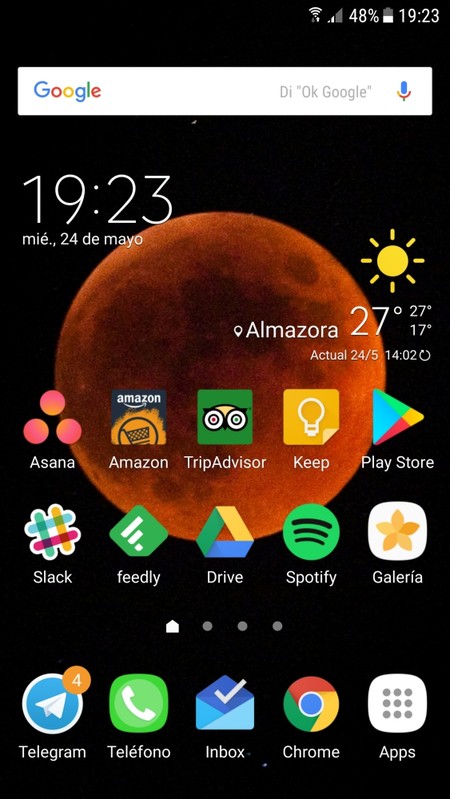 48% 19:23
Google Di "Ok Google"
19:23
mié., 24 de mayo
Almazora 27° 27°
17°
Actual 24/5 14:02
amazon
Asana Amazon TripAdvisor Keep Play Store
Slack feedly Drive Spotify Galería
4
Telegram Teléfono Inbox Chrome Apps